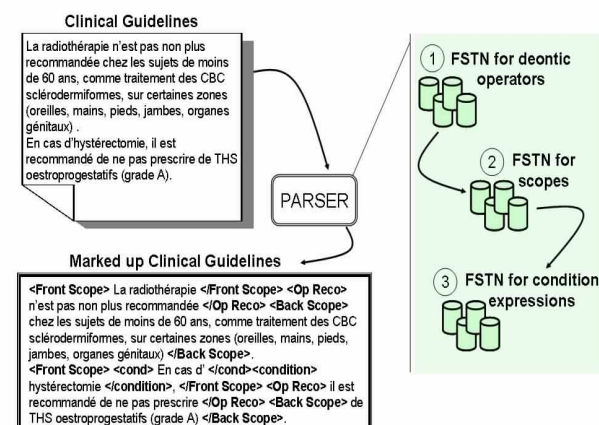 Clinical Guidelines
La radiothérapie n'est pas non plus
recommandée chez les sujets de moins
de 60 ans, comme traitement des CBC
sclérodermiformes, sur certaines zones
(oreilles, mains, pieds, jambes, organes
génitaux) .
En cas d'hystérectomie, il est
recommandé de ne pas prescrire de THS
oestroprogestatifs (grade A).
PARSER
1 FSTN for deontic
operators
2 FSTN for
scopes
3 FSTN for condition
expressions
Marked up Clinical Guidelines
<Front Scope> La radiothérapie </Front Scope> <Op Reco>
n'est pas non plus recommandée </Op Reco> <Back Scope>
chez les sujets de moins de 60 ans, comme traitement des CBC
sclérodermiformes, sur certaines zones (oreilles, mains, pieds,
jambes, organes génitaux) </Back Scope>.
<Front Scope> <cond> En cas d' </cond><condition>
hystérectomie </condition>, </Front Scope> <Op Reco> il est
recommandé de ne pas prescrire </Op Reco> <Back Scope> de
THS oestroprogestatifs (grade A) </Back Scope>.